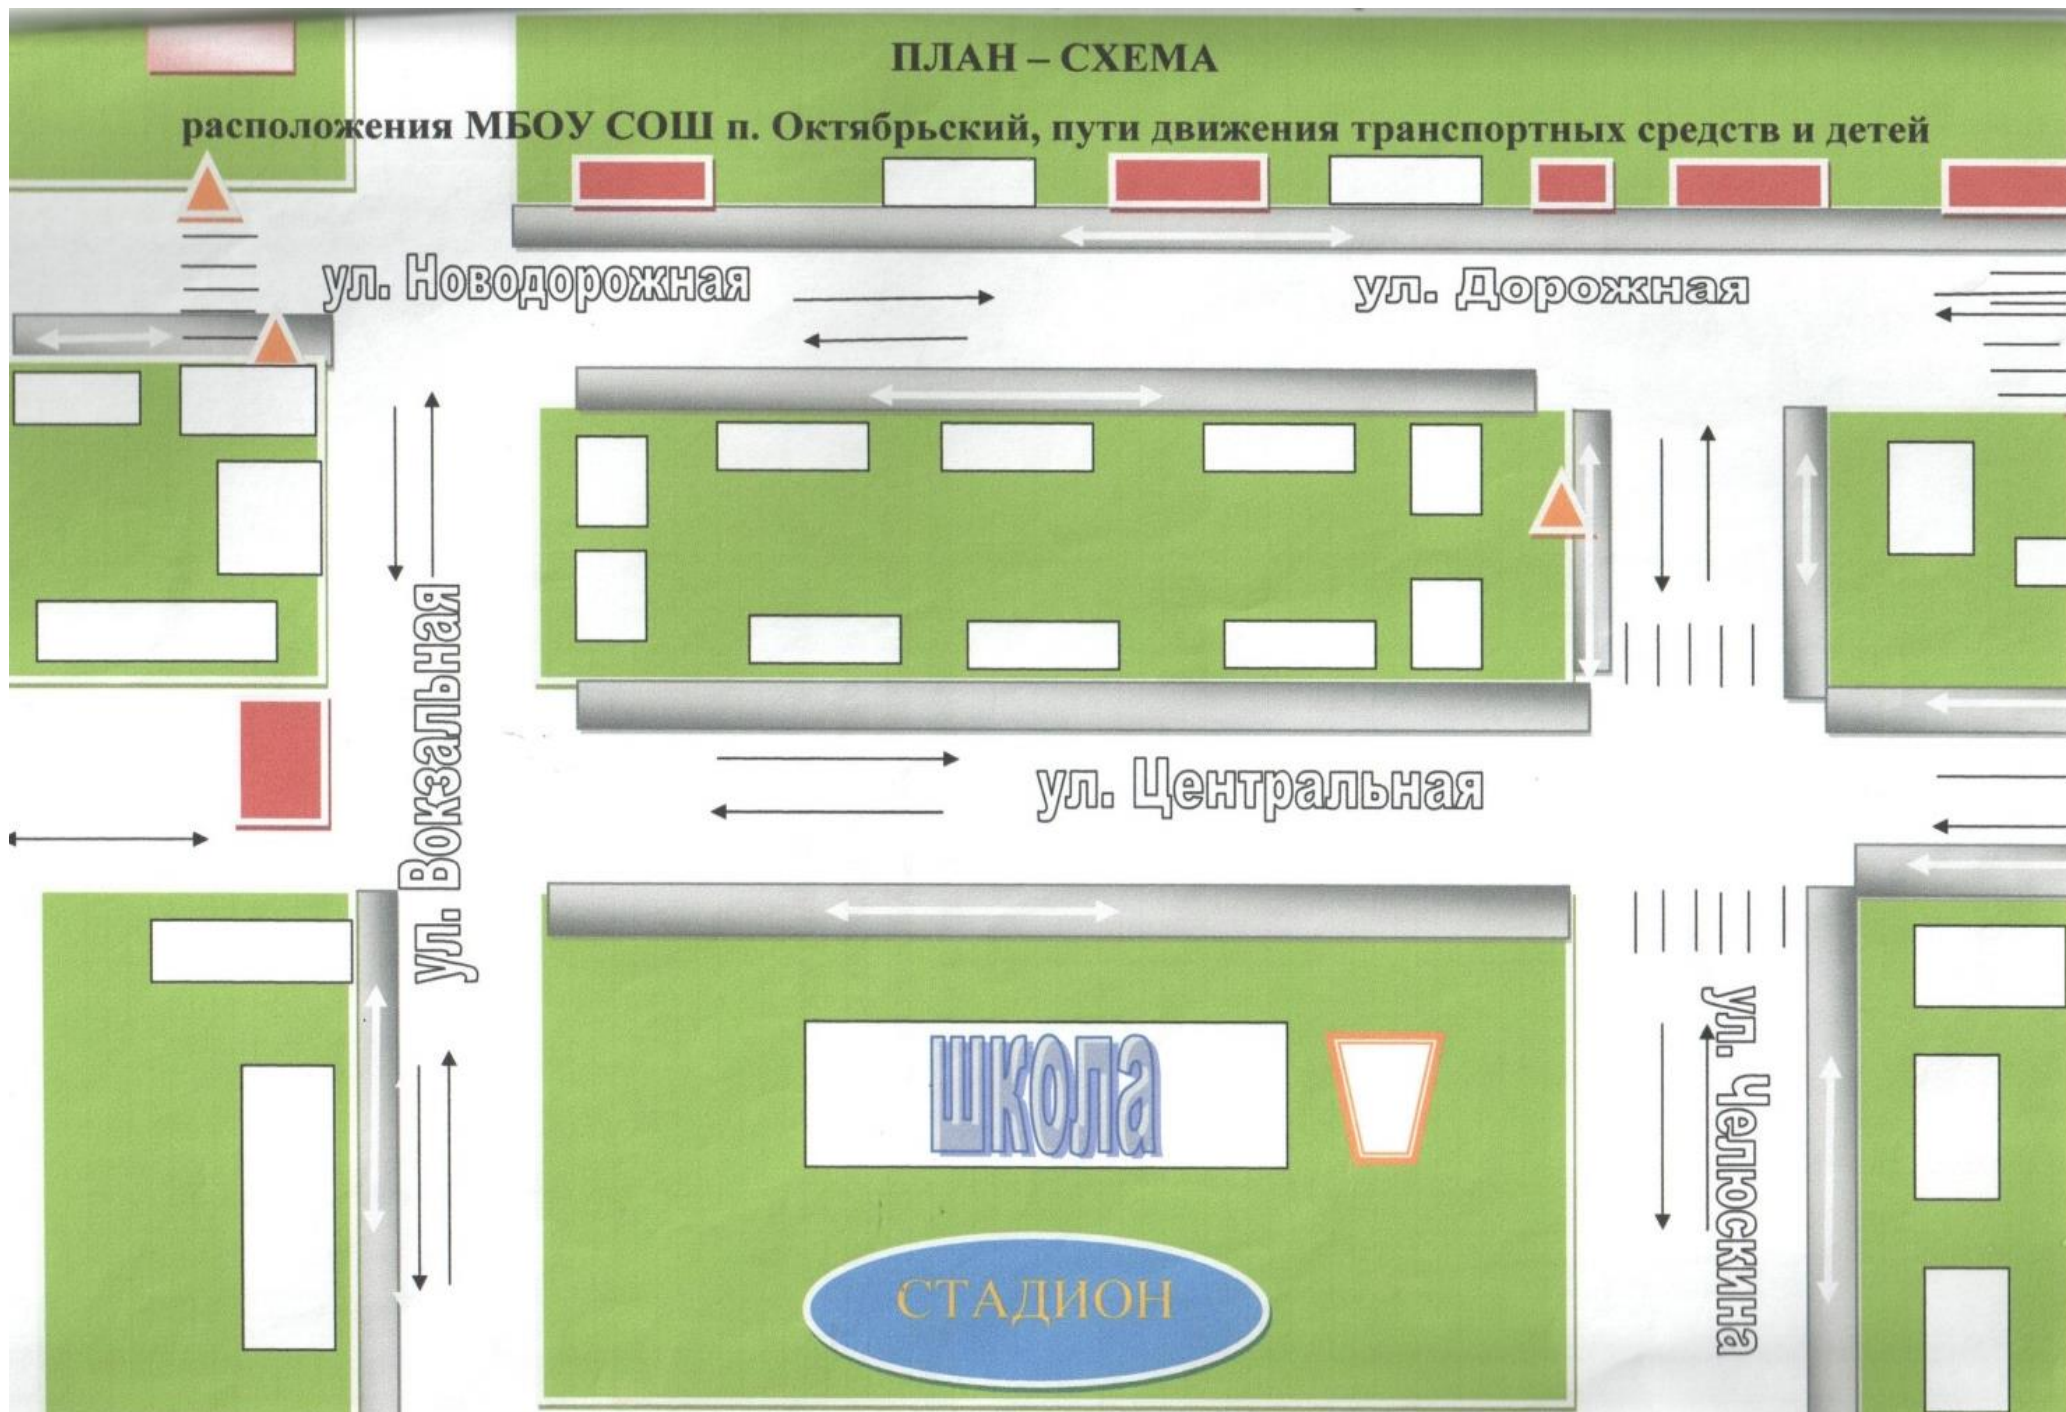 ПЛАН – СХЕМА
расположения МБОУ СОШ п. Октябрьский, пути движения транспортных средств и детей
ул. Новодорожная
ул. Дорожная
ул. Вокзальная
ул. Центральная
школа
ул. Челюскина
СТАДИОН